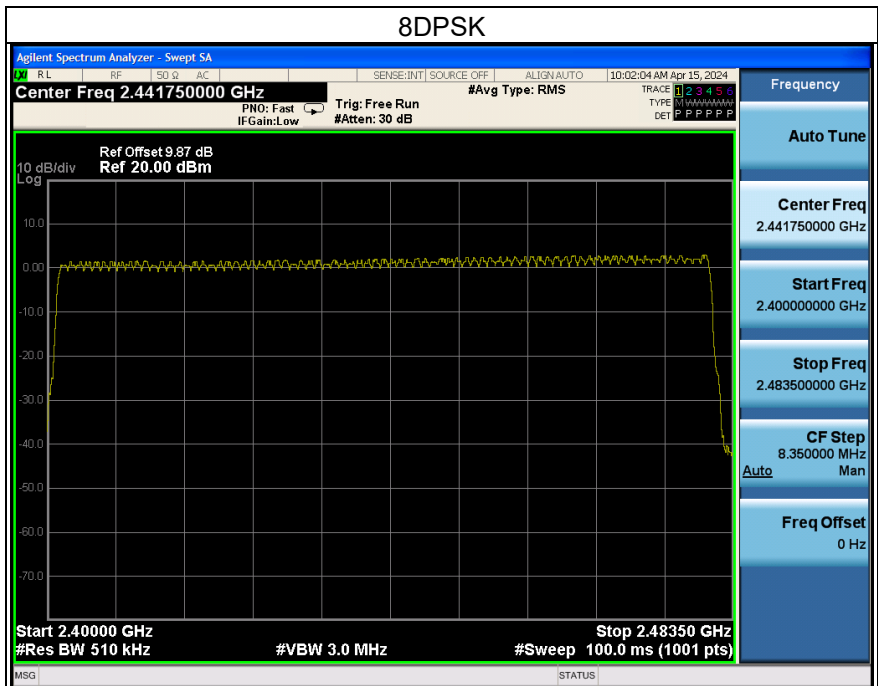 8DPSK
Agilent Spectrum Analyzer - Swept SA
LXI RL RF 50 Ω AC SENSE:INT SOURCE OFF ALIGN AUTO 10:02:04 AM Apr 15, 2024
Center Freq 2.441750000 GHz #Avg Type: RMS TRACE 1 2 3 4 5 6
PNO: Fast Trig: Free Run TYPE M WWWWW
IFGain:Low #Atten: 30 dB DET P P P P P P
Frequency
Auto Tune
Center Freq
2.441750000 GHz
Start Freq
2.400000000 GHz
Stop Freq
2.483500000 GHz
CF Step
8.350000 MHz
Auto Man
Freq Offset
0 Hz
Ref Offset 9.87 dB
10 dB/div Ref 20.00 dBm
Log
10.0
0.00
-10.0
-20.0
-30.0
-40.0
-50.0
-60.0
-70.0
Start 2.40000 GHz Stop 2.48350 GHz
#Res BW 510 kHz #VBW 3.0 MHz #Sweep 100.0 ms (1001 pts)
MSG STATUS